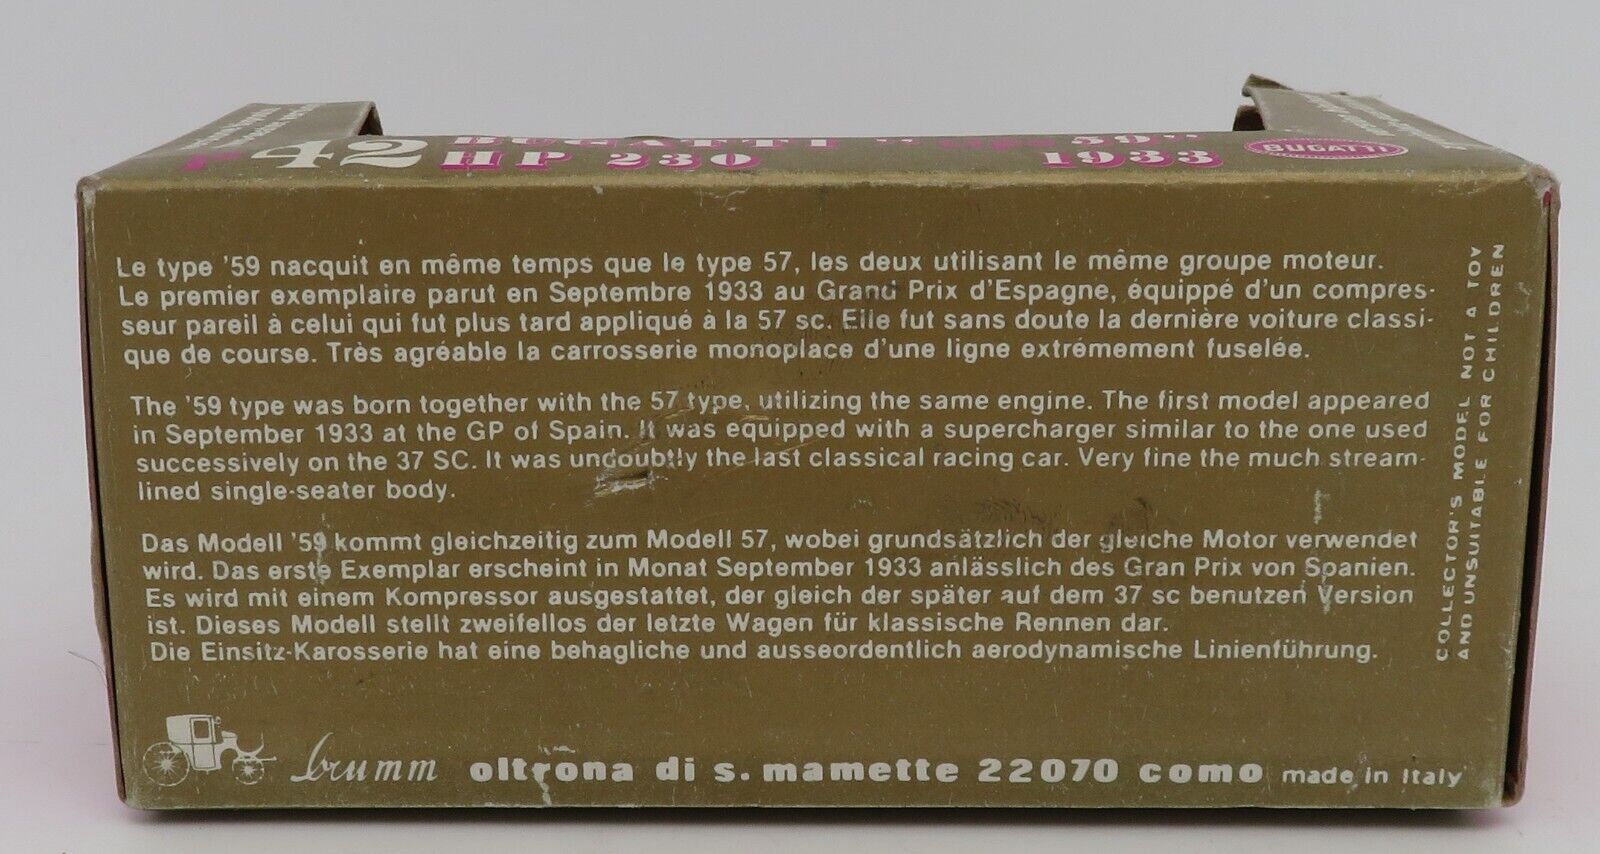 42 BUGATTI " 59"
HP 230 1933
BUGATTI
Le type '59 nacquit en même temps que le type 57, les deux utilisant le même groupe moteur.
Le premier exemplaire parut en Septembre 1933 au Grand Prix d'Espagne, équippé d'un compres-
seur pareil à celui qui fut plus tard appliqué à la 57 sc. Elle fut sans doute la dernière voiture classi-
que de course. Très agréable la carrosserie monoplace d'une ligne extrémement fuselée.
The '59 type was born together with the 57 type, utilizing the same engine. The first model appeared
in September 1933 at the GP of Spain. It was equipped with a supercharger similar to the one used
successively on the 37 SC. It was undoubtly the last classical racing car. Very fine the much stream-
lined single-seater body.
Das Modell '59 kommt gleichzeitig zum Modell 57, wobei grundsätzlich der gleiche Motor verwendet
wird. Das erste Exemplar erscheint in Monat September 1933 anlässlich des Gran Prix von Spanien.
Es wird mit einem Kompressor ausgestattet, der gleich der später auf dem 37 sc benutzen Version
ist. Dieses Modell stellt zweifellos der letzte Wagen für klassische Rennen dar.
Die Einsitz-Karosserie hat eine behagliche und ausseordentlich aerodynamische Linienführung.
COLLECTOR'S MODEL NOT A TOY
AND UNSUITABLE FOR CHILDREN
brumm oltrona di s. mamette 22070 como made in Italy